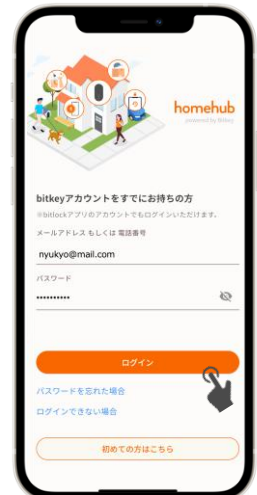 homehub
powered by Bitkey
bitkeyアカウントをすでにお持ちの方
※bitlockアプリのアカウントでもログインいただけます。
メールアドレス もしくは 電話番号
nyukyo@mail.com
パスワード
••••••••••
ログイン
パスワードを忘れた場合
ログインできない場合
初めての方はこちら